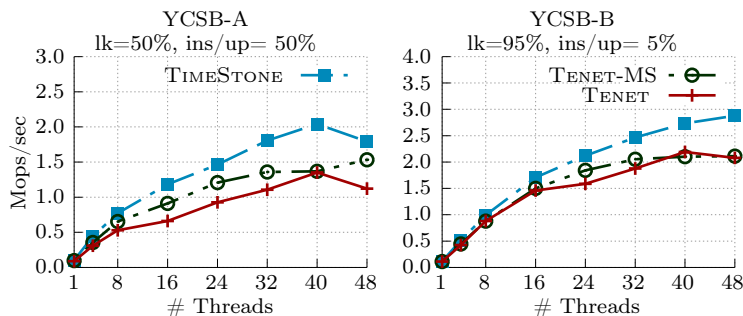 YCSB-A
lk=50%, ins/up= 50%
3.0
2.5
2.0
1.5
1.0
0.5
0.0
Mops/sec
TIMESTONE
1 8 16 24 32 40 48
# Threads
YCSB-B
lk=95%, ins/up= 5%
4.0
3.5
3.0
2.5
2.0
1.5
1.0
0.5
0.0
TENET-MS
TENET
1 8 16 24 32 40 48
# Threads